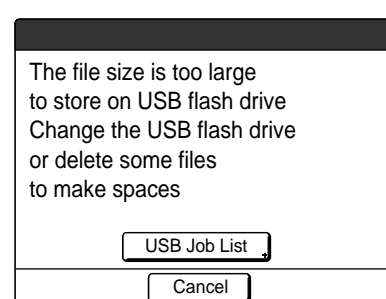 The file size is too large
to store on USB flash drive
Change the USB flash drive
or delete some files
to make spaces
USB Job List
Cancel